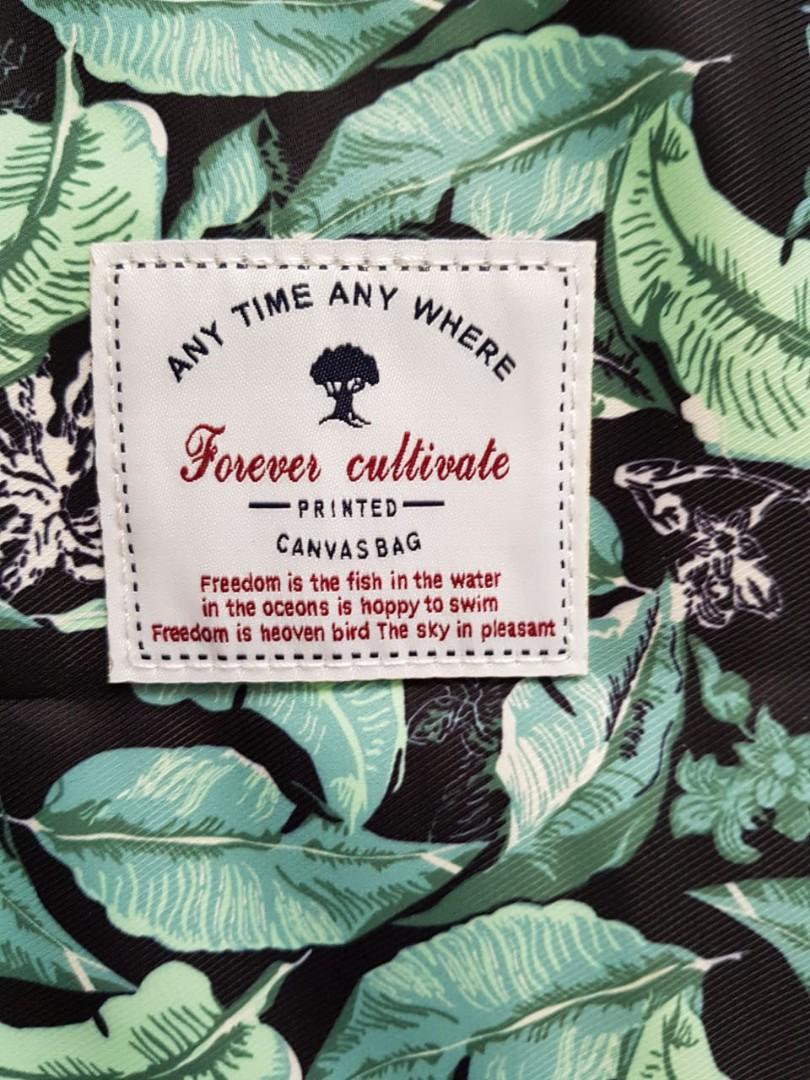 ANY TIME ANY WHERE
Forever cultivate
PRINTED
CANVAS BAG
Freedom is the fish in the water
in the oceons is hoppy to swim
Freedom is heoven bird The sky in pleasant